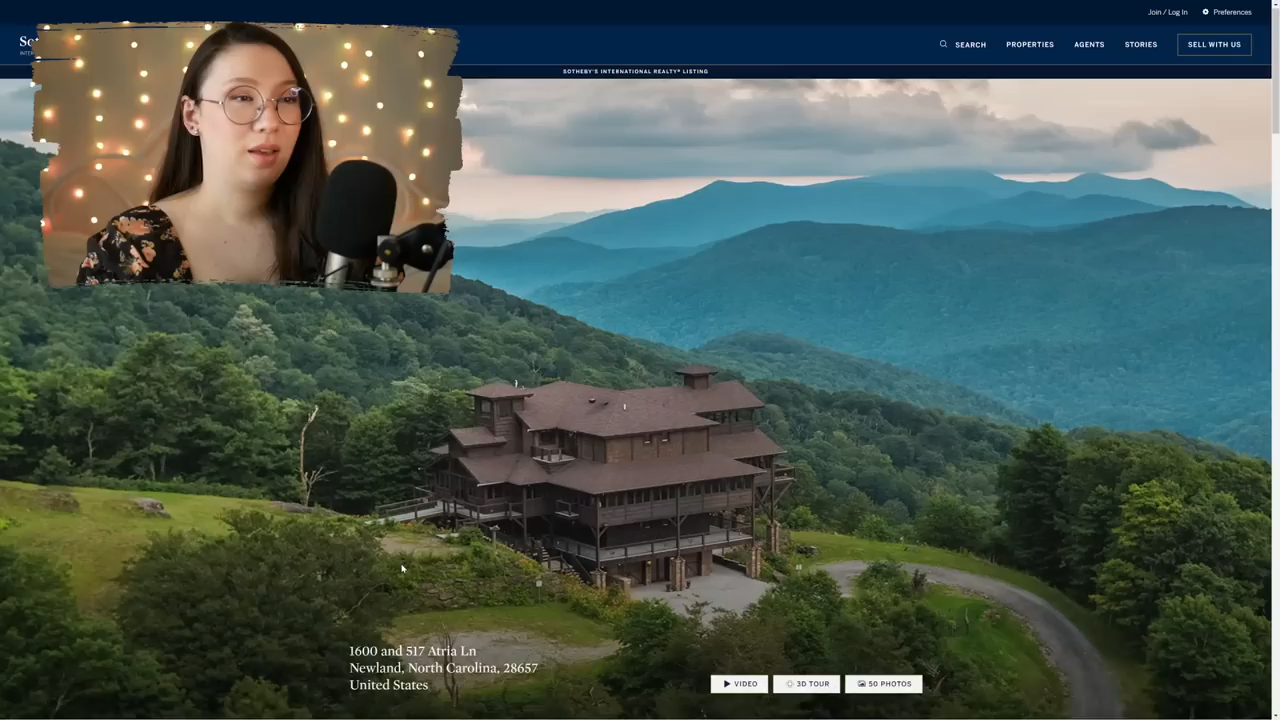 Join / Log In
Preferences
SEARCH
PROPERTIES
AGENTS
STORIES
SELL WITH US
SOTHEBY'S INTERNATIONAL REALTY® LISTING
1600 and 517 Atria Ln
Newland, North Carolina, 28657
United States
VIDEO
3D TOUR
50 PHOTOS